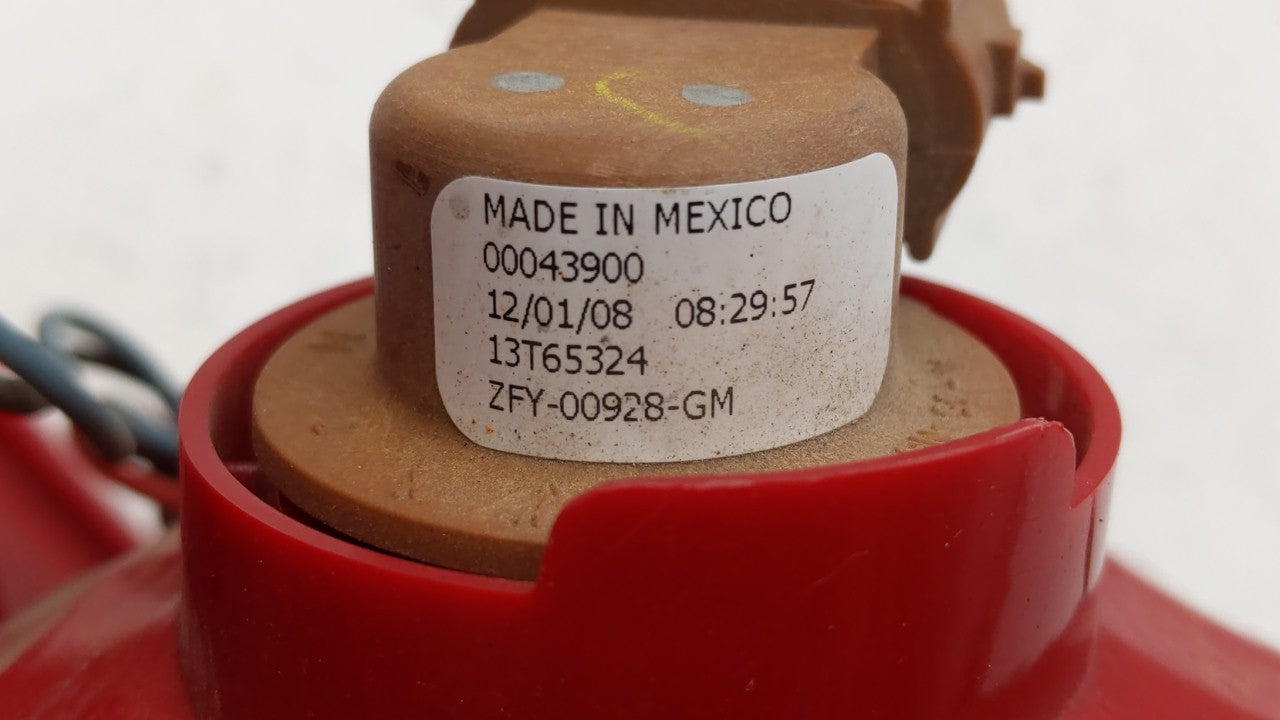 MADE IN MEXICO
00043900
12/01/08 08:29:57
13T65324
ZFY-00928-GM